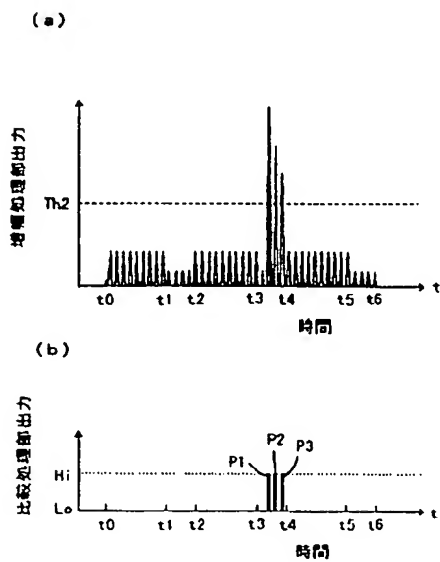 (a)
増幅処理部出力
Th2
t0 t1 t2 t3 t4 t5 t6
t
時間
(b)
比較処理部出力
P1 P2 P3
Hi
Lo
t0 t1 t2 t3 t4 t5 t6
t
時間